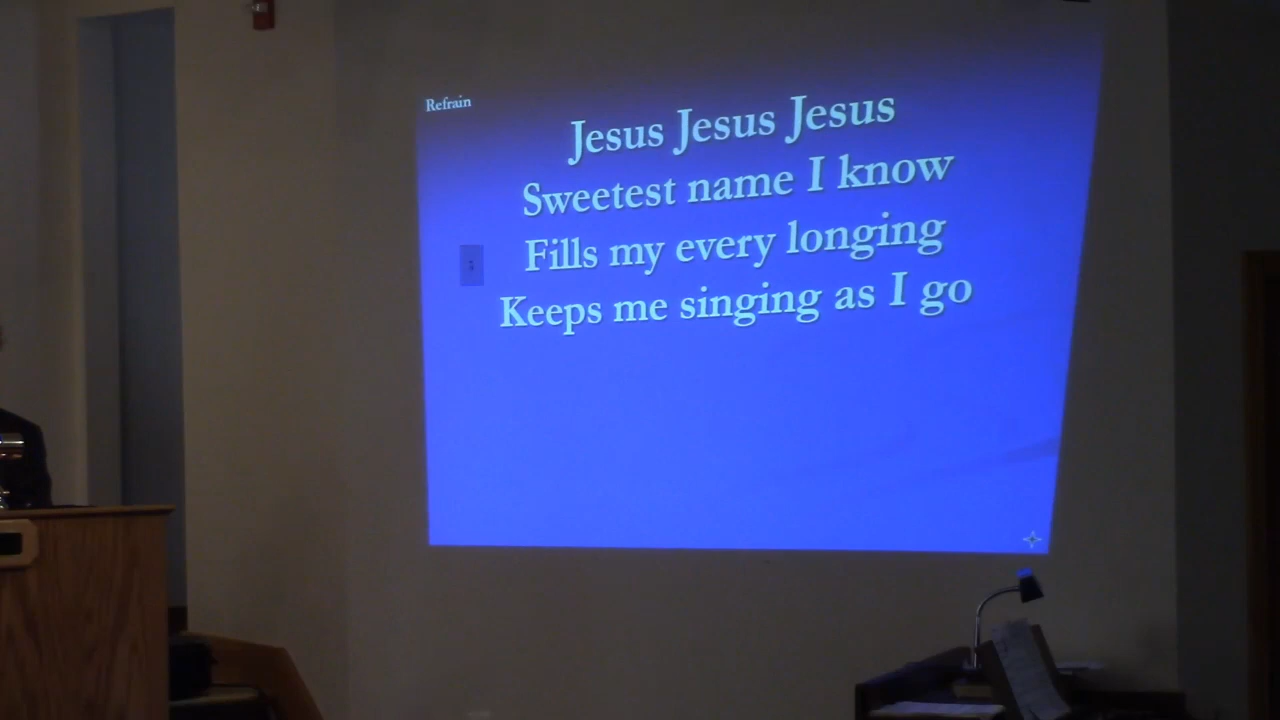 Refrain
Jesus Jesus Jesus
Sweetest name I know
Fills my every longing
Keeps me singing as I go